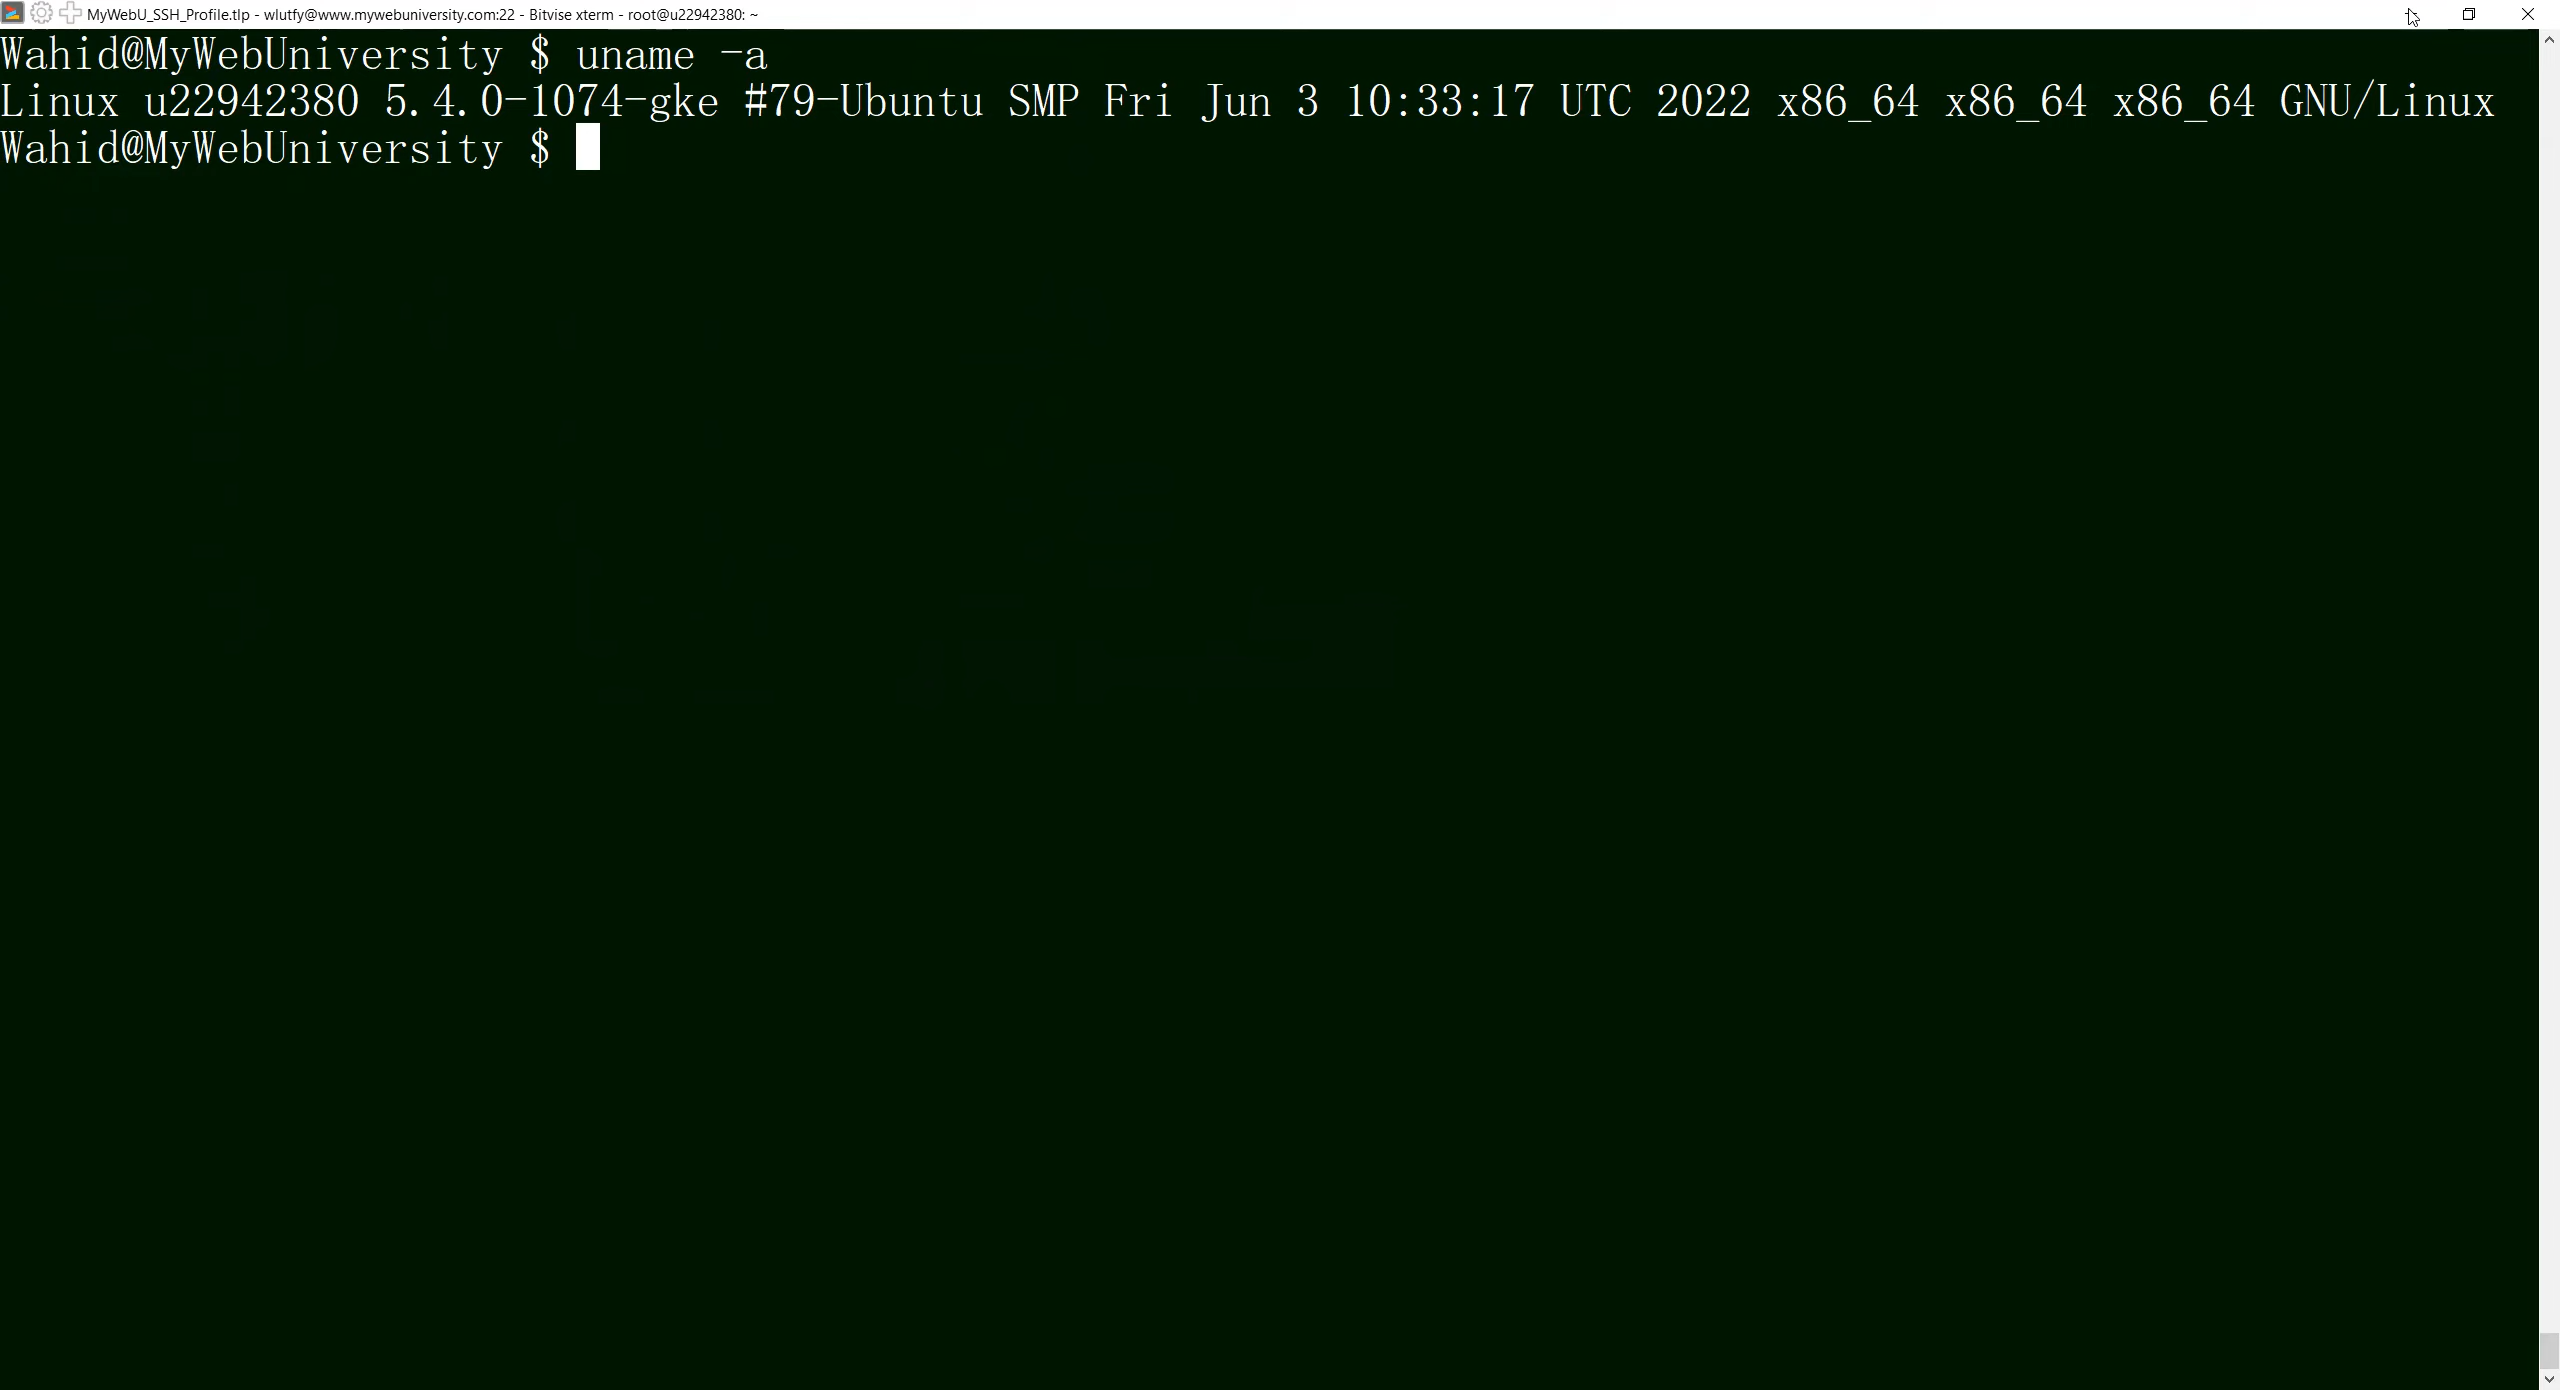 MyWebU_SSH_Profile.tlp - wlutfy@www.mywebuniversity.com:22 - Bitvise xterm - root@u22942380: ~
Wahid@MyWebUniversity $ uname -a
Linux u22942380 5.4.0-1074-gke #79-Ubuntu SMP Fri Jun 3 10:33:17 UTC 2022 x86_64 x86_64 x86_64 GNU/Linux
Wahid@MyWebUniversity $